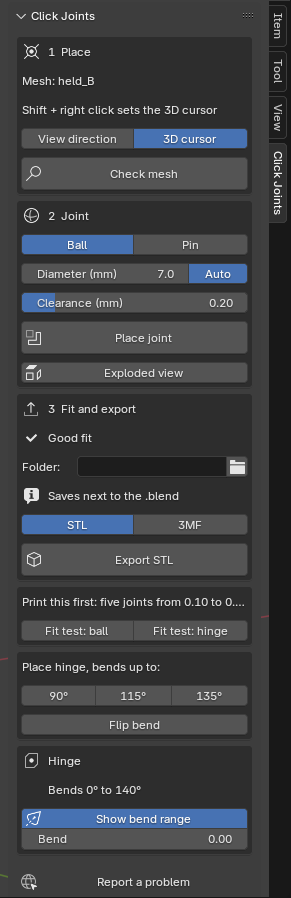 Click Joints
1 Place
Mesh: held_B
Shift + right click sets the 3D cursor
View direction
3D cursor
Check mesh
2 Joint
Ball
Pin
Diameter (mm) 7.0
Auto
Clearance (mm) 0.20
Place joint
Exploded view
3 Fit and export
Good fit
Folder:
Saves next to the .blend
STL
3MF
Export STL
Print this first: five joints from 0.10 to 0....
Fit test: ball
Fit test: hinge
Place hinge, bends up to:
90°
115°
135°
Flip bend
Hinge
Bends 0° to 140°
Show bend range
Bend 0.00
Report a problem
Item
Tool
View
Click Joints